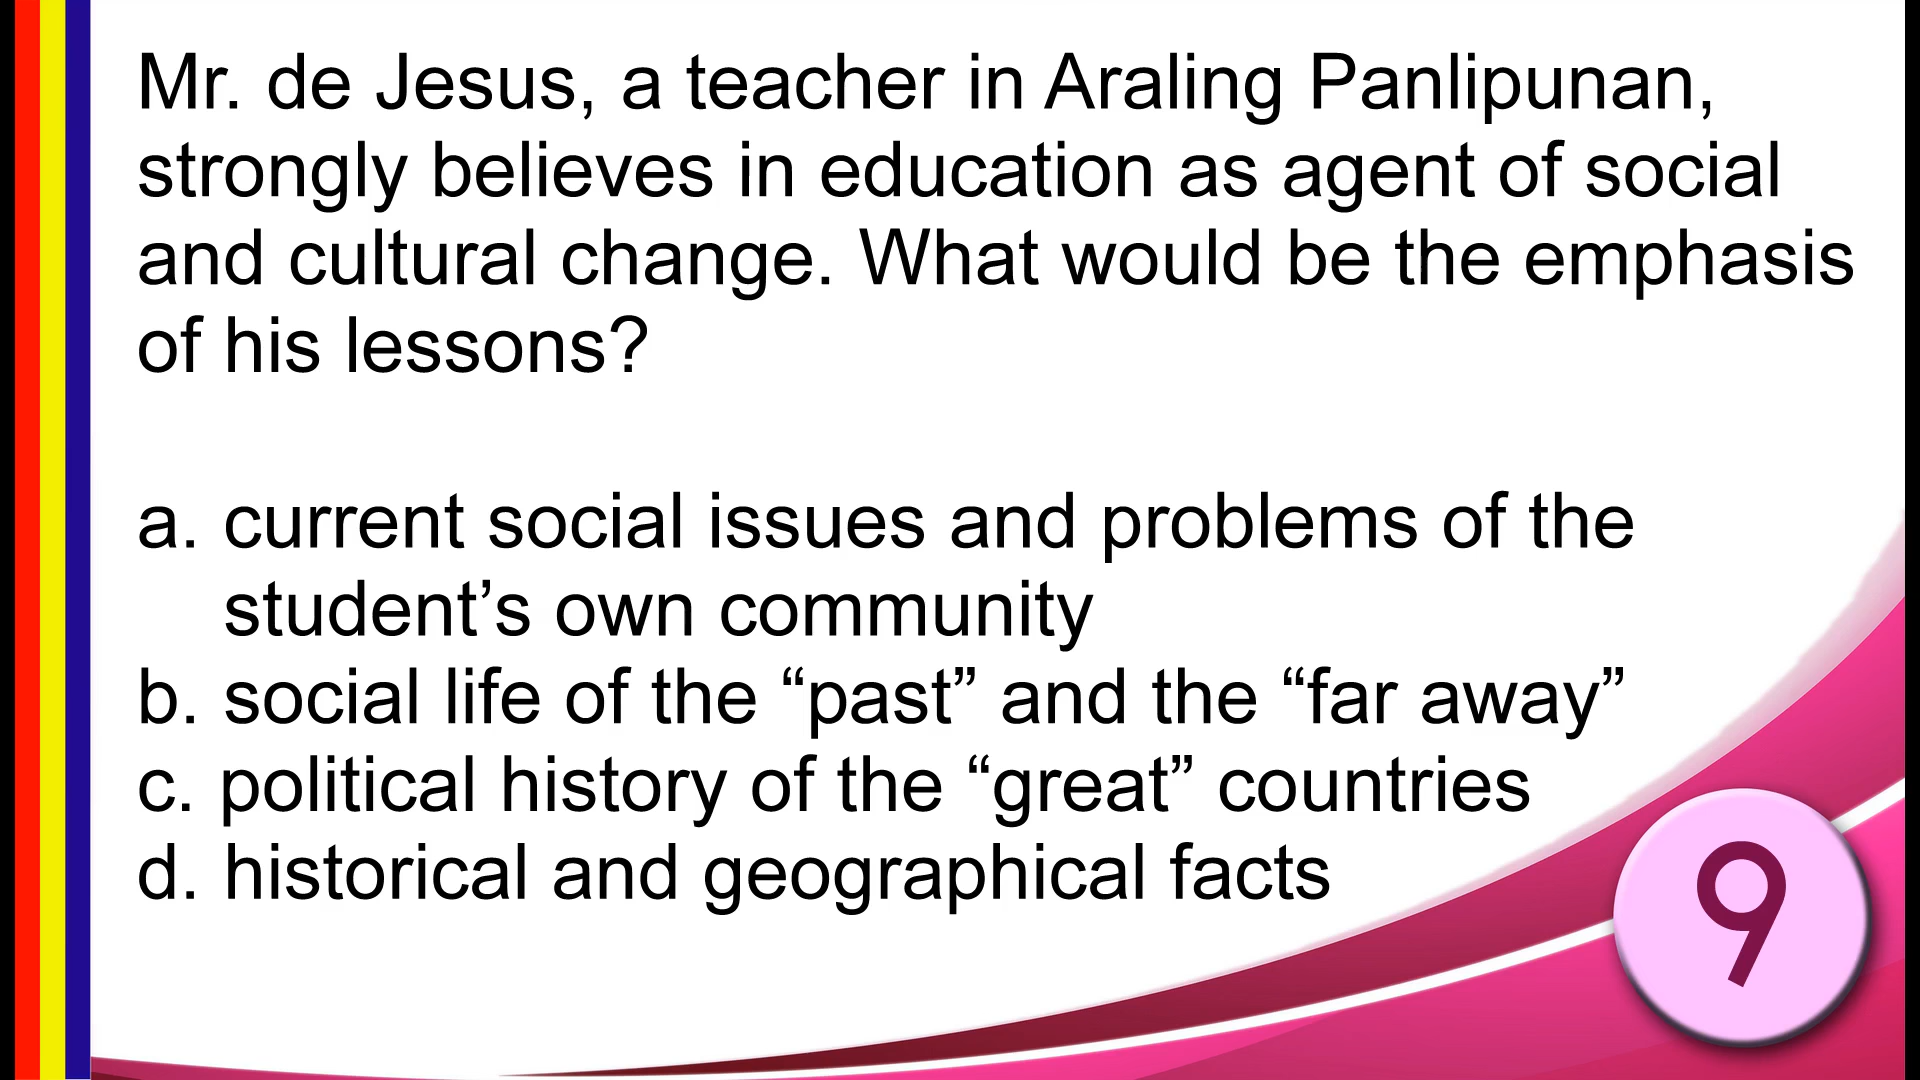 Mr. de Jesus, a teacher in Araling Panlipunan,
strongly believes in education as agent of social
and cultural change. What would be the emphasis
of his lessons?
a. current social issues and problems of the
student’s own community
b. social life of the “past” and the “far away”
c. political history of the “great” countries
d. historical and geographical facts
9